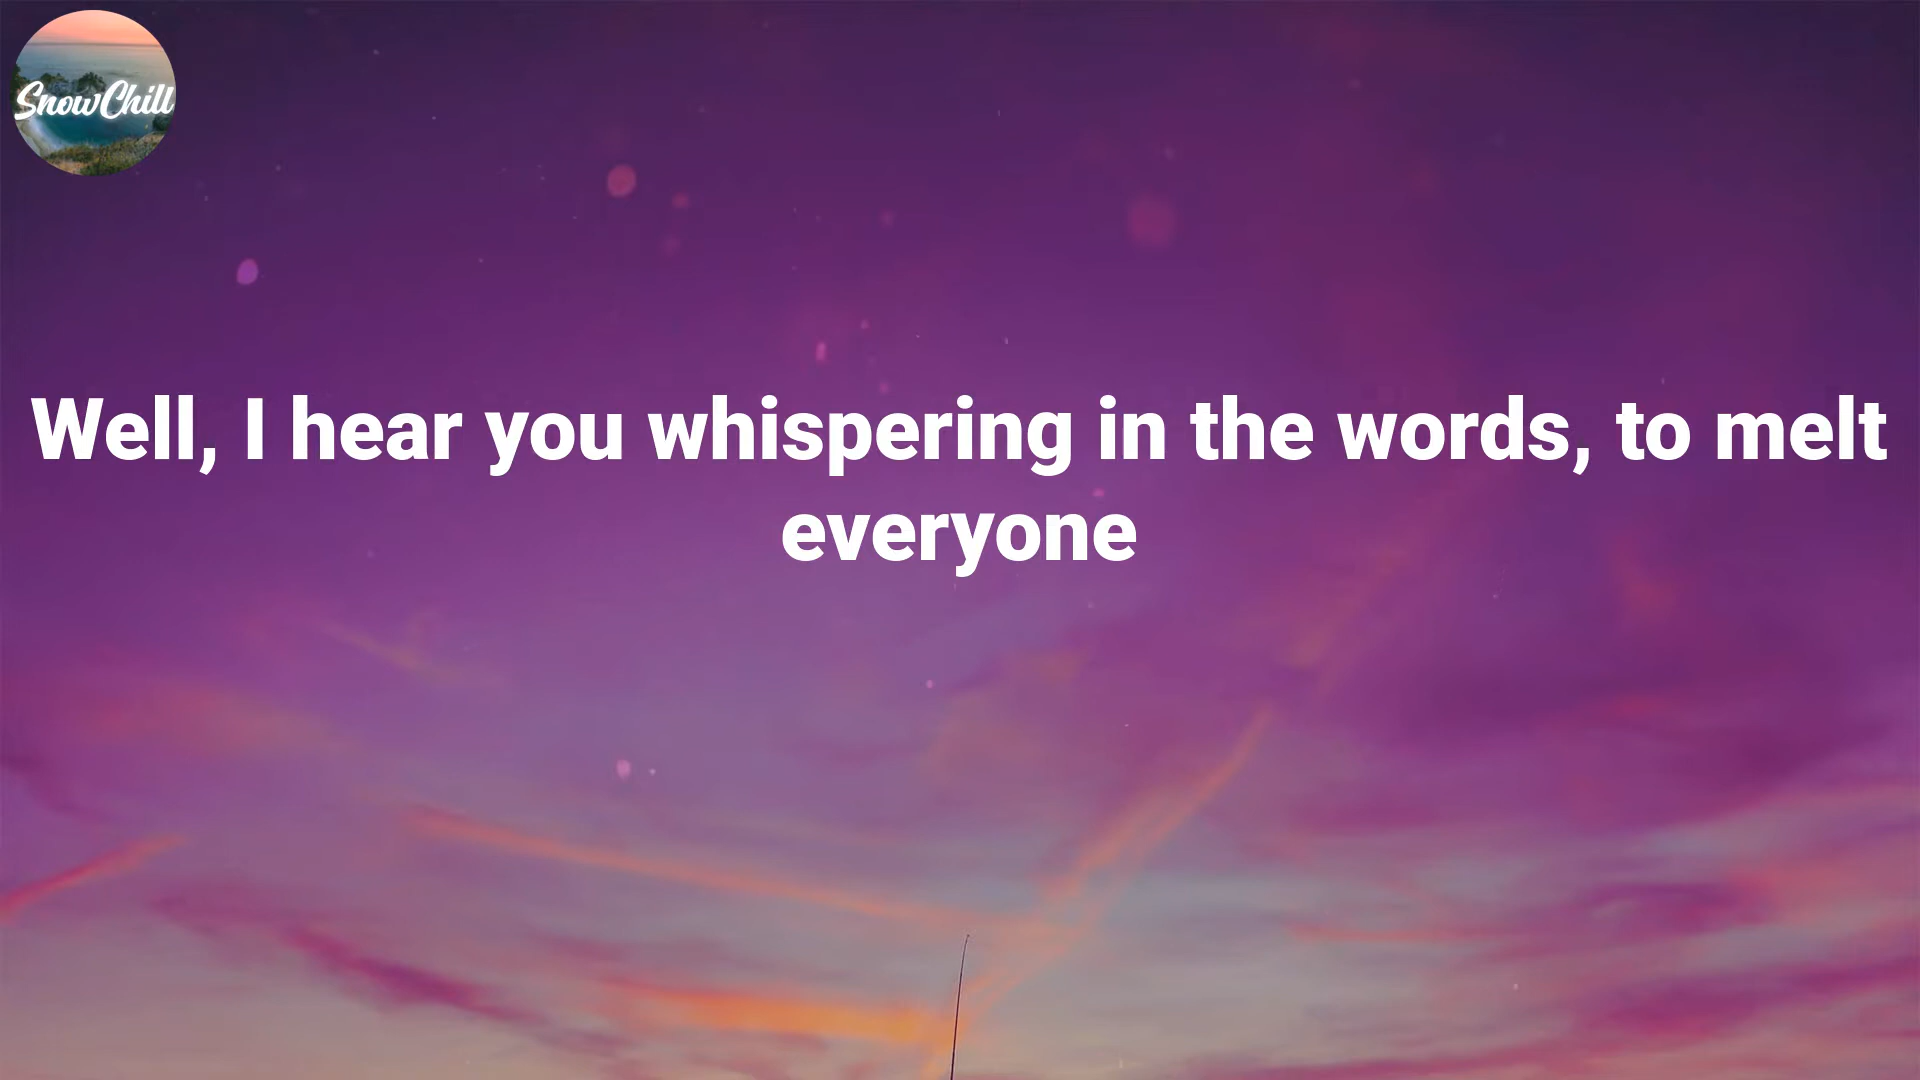 SnowChill
Well, I hear you whispering in the words, to melt
everyone